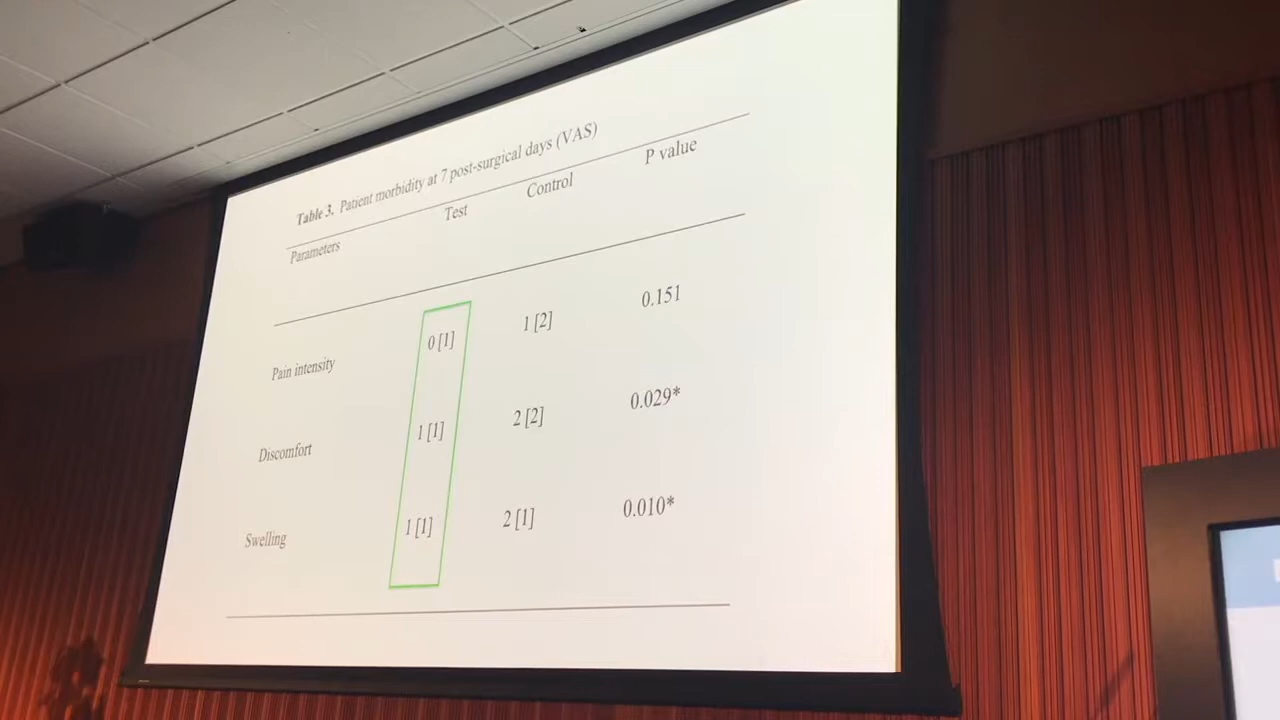 Table 3. Patient morbidity at 7 post-surgical days (VAS)
Parameters Test Control P value
Pain intensity 0 [1] 1 [2] 0.151
Discomfort 1 [1] 2 [2] 0.029*
Swelling 1 [1] 2 [1] 0.010*